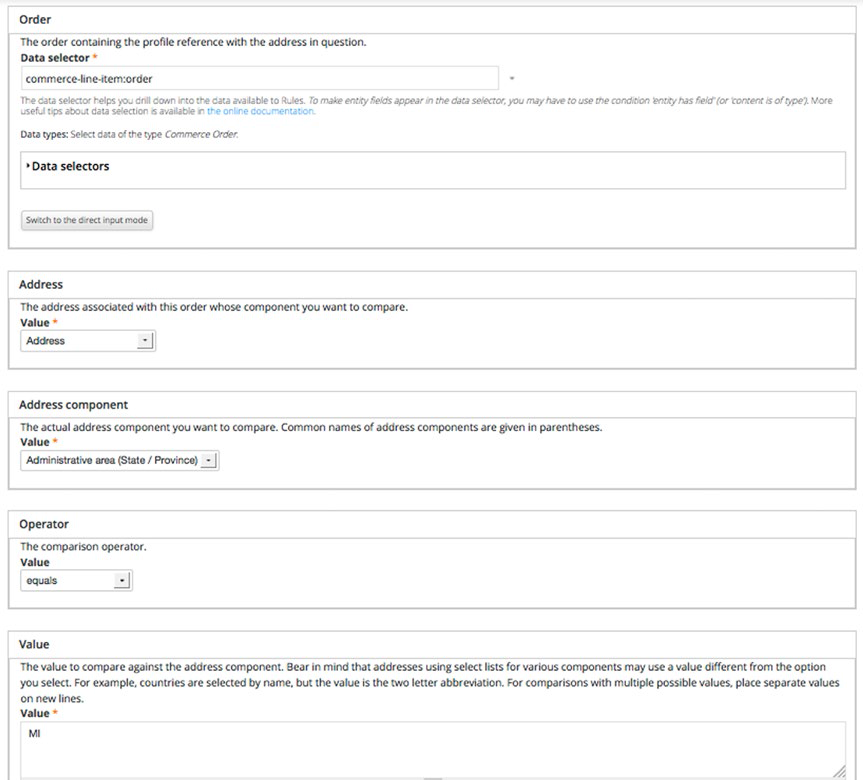 Order
The order containing the profile reference with the address in question.
Data selector *
commerce-line-item:order
The data selector helps you drill down into the data available to Rules. To make entity fields appear in the data selector, you may have to use the condition 'entity has field' (or 'content is of type'). More
useful tips about data selection is available in the online documentation.
Data types: Select data of the type Commerce Order.
Data selectors
Switch to the direct input mode
Address
The address associated with this order whose component you want to compare.
Value *
Address
Address component
The actual address component you want to compare. Common names of address components are given in parentheses.
Value *
Administrative area (State / Province)
Operator
The comparison operator.
Value
equals
Value
The value to compare against the address component. Bear in mind that addresses using select lists for various components may use a value different from the option
you select. For example, countries are selected by name, but the value is the two letter abbreviation. For comparisons with multiple possible values, place separate values
on new lines.
Value *
MI